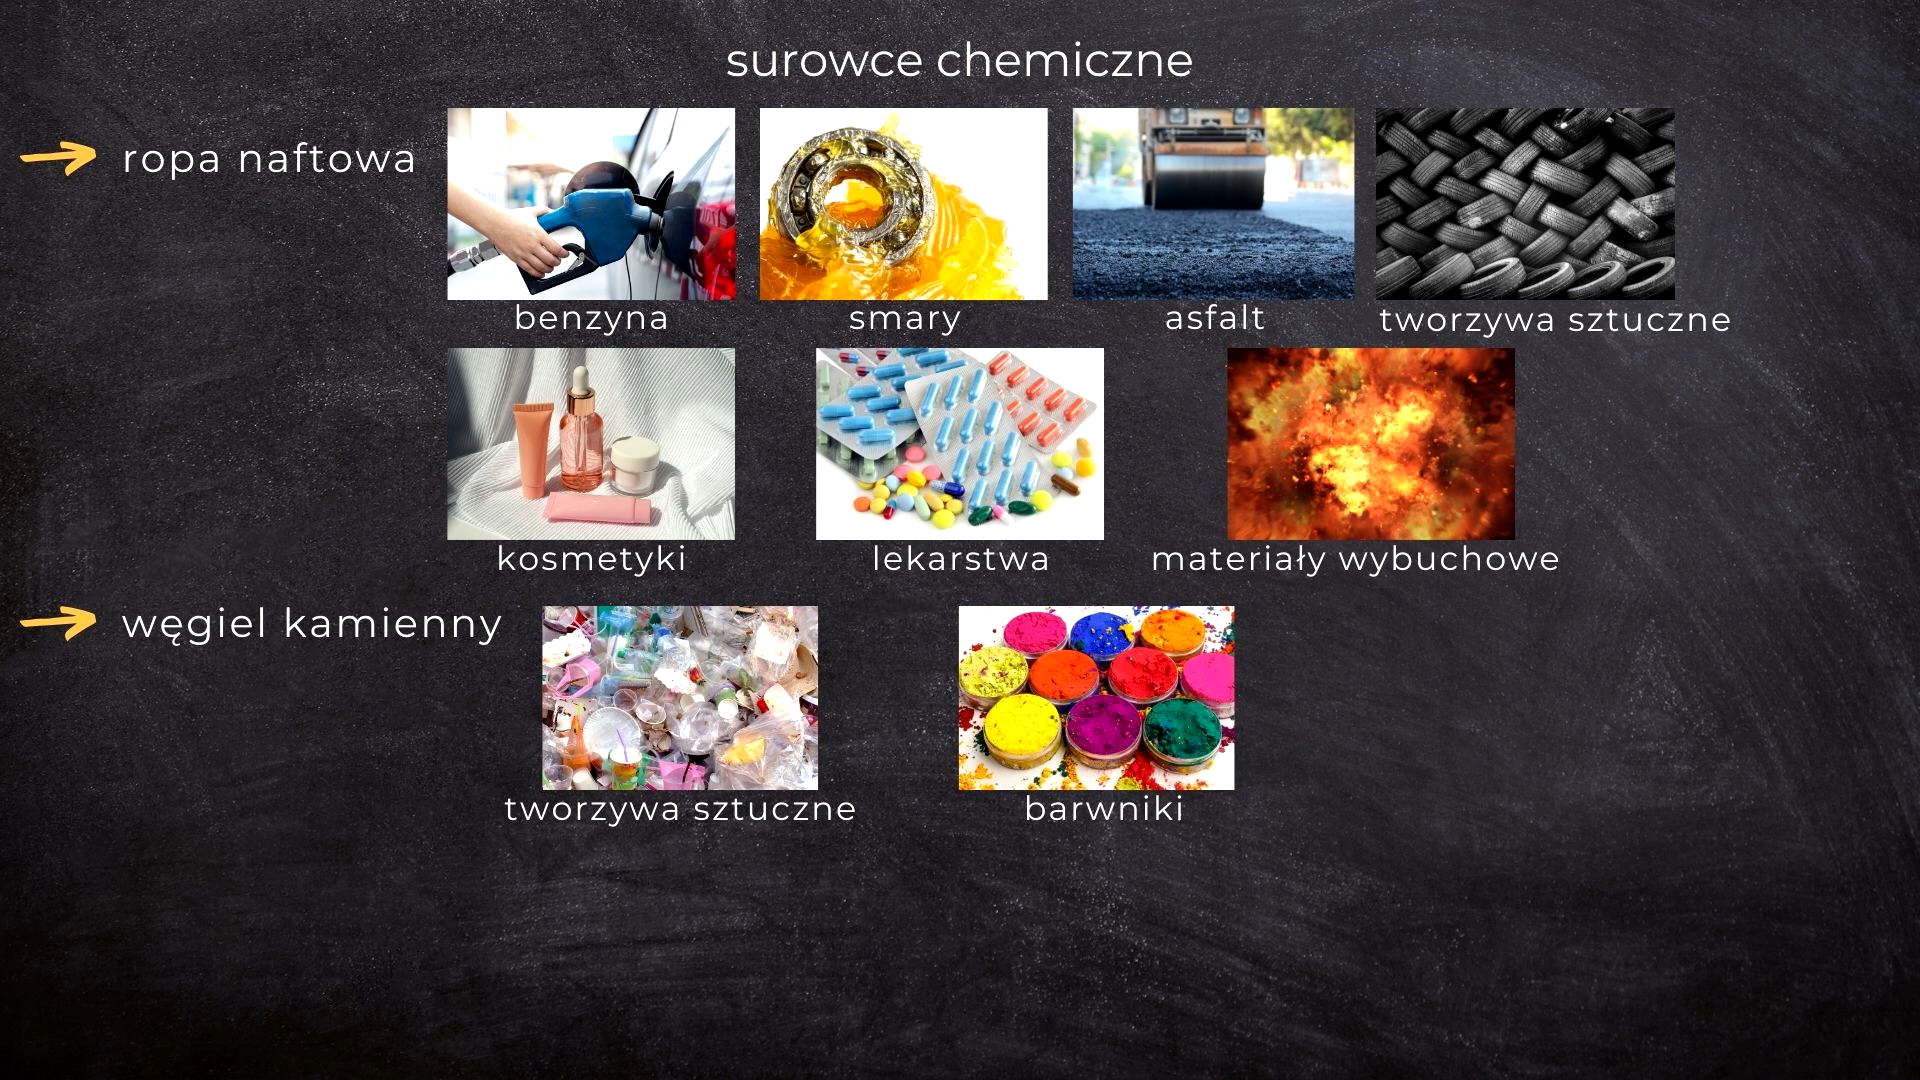 surowce chemiczne
ropa naftowa
benzyna
smary
asfalt
tworzywa sztuczne
kosmetyki
lekarstwa
materiały wybuchowe
węgiel kamienny
tworzywa sztuczne
barwniki